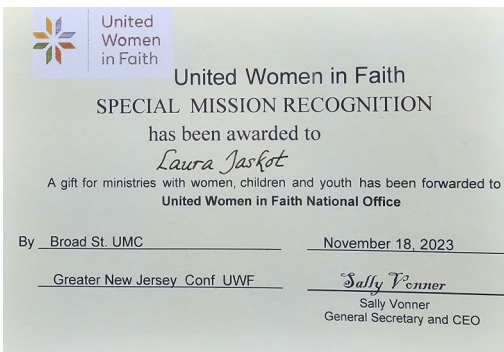 United
Women
in Faith
United Women in Faith
SPECIAL MISSION RECOGNITION
has been awarded to
Laura Jaskot
A gift for ministries with women, children and youth has been forwarded to
United Women in Faith National Office
By Broad St. UMC November 18, 2023
Greater New Jersey Conf UWF Sally Vonner
Sally Vonner
General Secretary and CEO